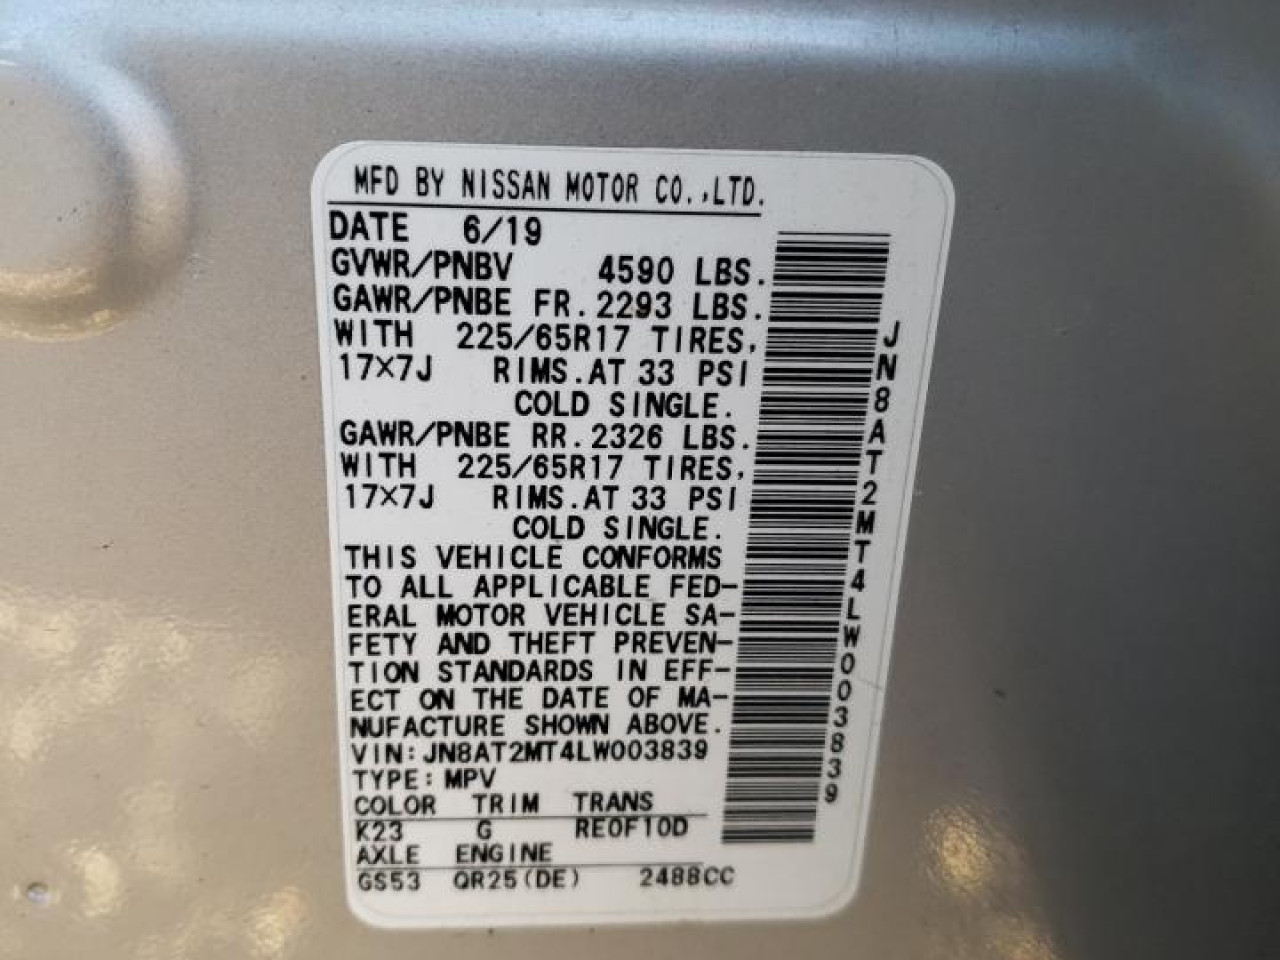 MFD BY NISSAN MOTOR CO.,LTD.
DATE 6/19
GVWR/PNBV 4590 LBS.
GAWR/PNBE FR.2293 LBS.
WITH 225/65R17 TIRES,
17×7J RIMS.AT 33 PSI
COLD SINGLE.
GAWR/PNBE RR.2326 LBS.
WITH 225/65R17 TIRES,
17×7J RIMS.AT 33 PSI
COLD SINGLE.
THIS VEHICLE CONFORMS
TO ALL APPLICABLE FED-
ERAL MOTOR VEHICLE SA-
FETY AND THEFT PREVEN-
TION STANDARDS IN EFF-
ECT ON THE DATE OF MA-
NUFACTURE SHOWN ABOVE.
VIN:JN8AT2MT4LW003839
TYPE:MPV
COLOR TRIM TRANS
K23 G RE0F10D
AXLE ENGINE
GS53 QR25(DE) 2488CC
JN8AT2MT4LW003839